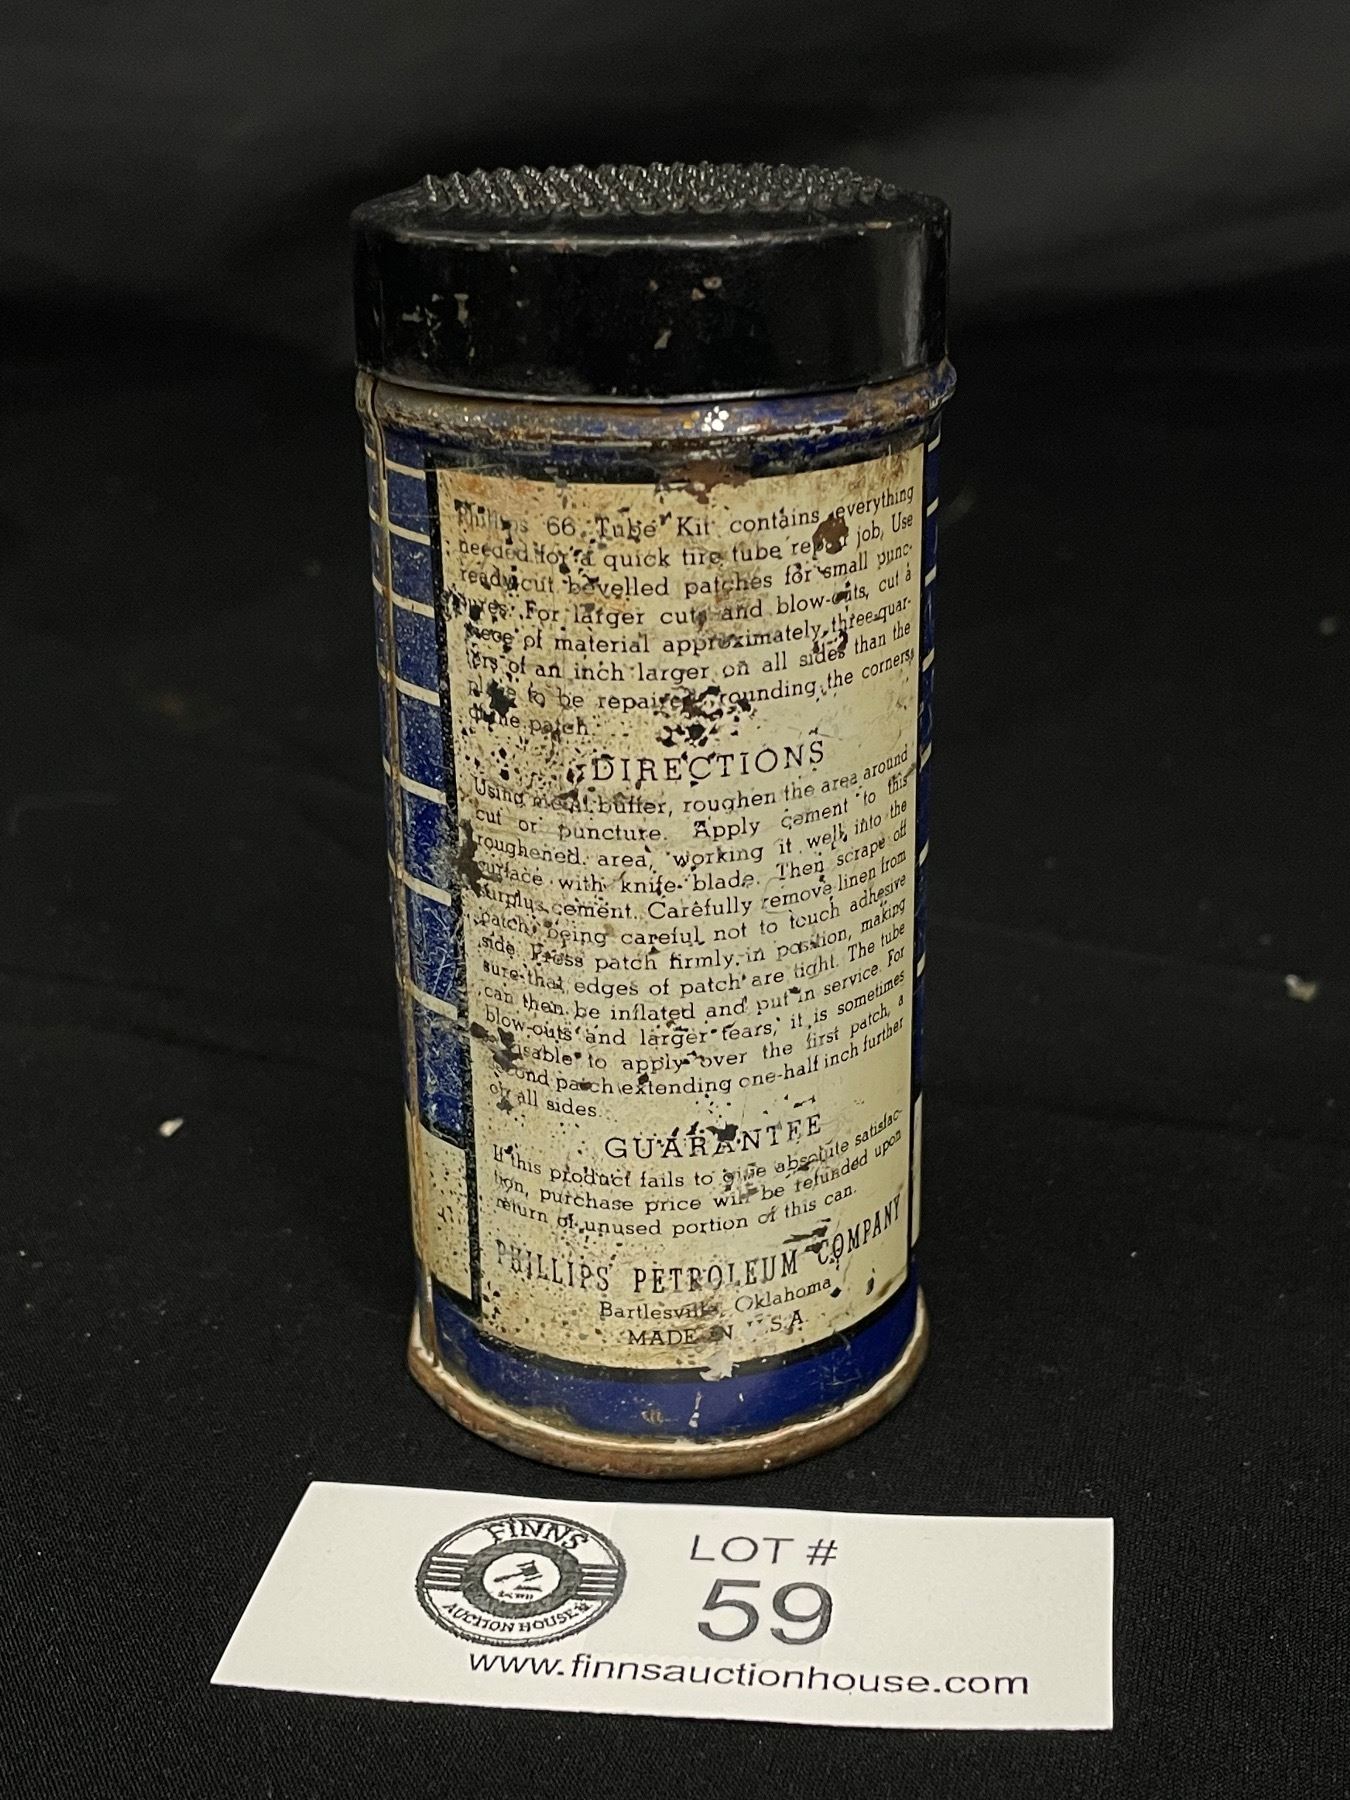 Phillips 66 Tube Kit contains everything
needed for a quick tire tube repair job. Use
ready-cut bevelled patches for small punc-
tures. For larger cuts and blow-outs, cut a
piece of material approximately three-quar-
ters of an inch larger on all sides than the
place to be repaired, rounding the corners
of the patch.
DIRECTIONS
Using metal buffer, roughen the area around
cut or puncture. Apply cement to this
roughened area, working it well into the
surface with knife blade. Then scrape off
surplus cement. Carefully remove linen from
patch, being careful not to touch adhesive
side. Press patch firmly in position, making
sure that edges of patch are tight. The tube
can then be inflated and put in service. For
blow-outs and larger tears, it is sometimes
advisable to apply over the first patch, a
second patch extending one-half inch further
on all sides.
GUARANTEE
If this product fails to give absolute satisfac-
tion, purchase price will be refunded upon
return of unused portion of this can.
PHILLIPS PETROLEUM COMPANY
Bartlesville, Oklahoma
MADE IN U.S.A.
FINNS
AUCTION HOUSE
LOT #
59
www.finnsauctionhouse.com